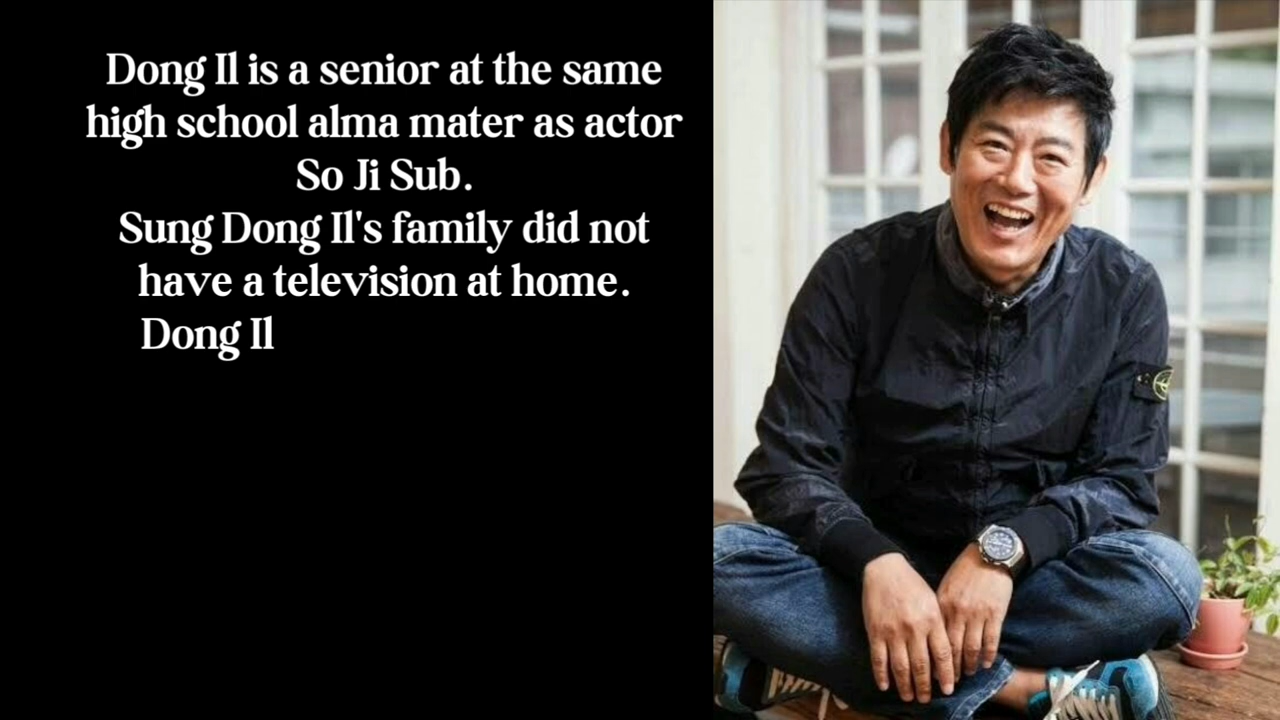 Dong Il is a senior at the same
high school alma mater as actor
So Ji Sub.
Sung Dong Il's family did not
have a television at home.
Dong Il